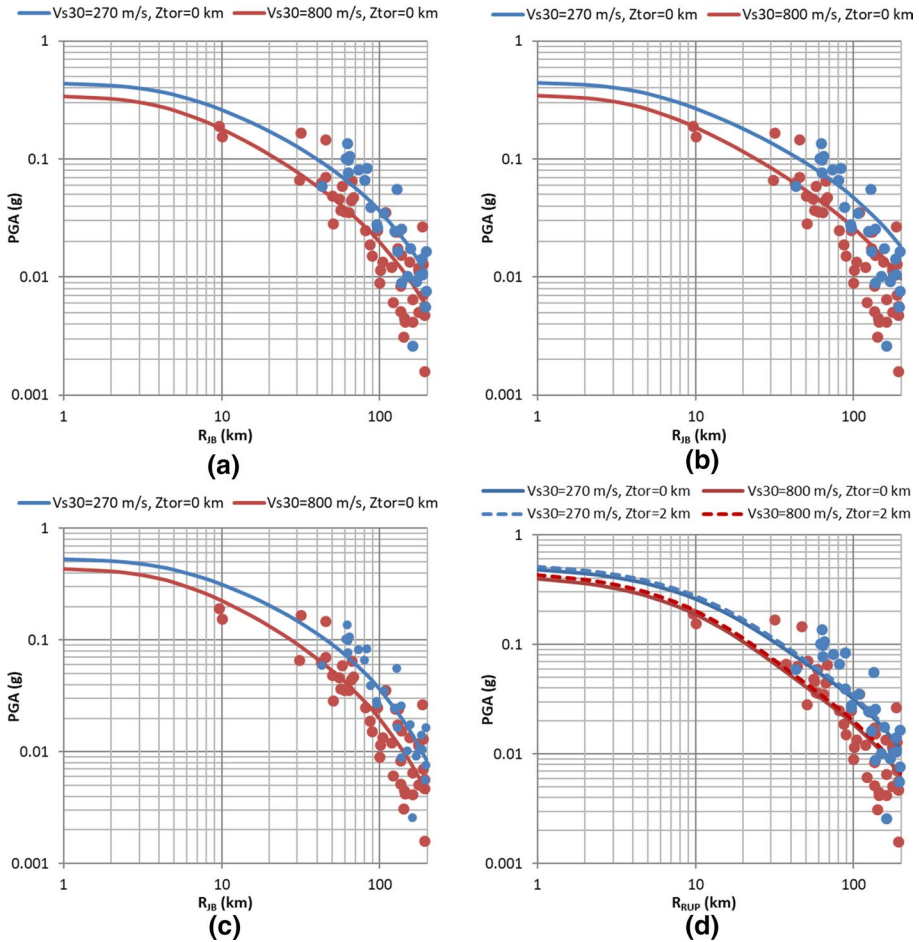 Vs30=270 m/s, Ztor=0 km Vs30=800 m/s, Ztor=0 km
1
0.1
0.01
0.001
PGA (g)
1 10 100
RJB (km)
(a)
Vs30=270 m/s, Ztor=0 km Vs30=800 m/s, Ztor=0 km
1
0.1
0.01
0.001
PGA (g)
1 10 100
RJB (km)
(b)
Vs30=270 m/s, Ztor=0 km Vs30=800 m/s, Ztor=0 km
1
0.1
0.01
0.001
PGA (g)
1 10 100
RJB (km)
(c)
Vs30=270 m/s, Ztor=0 km Vs30=800 m/s, Ztor=0 km
Vs30=270 m/s, Ztor=2 km Vs30=800 m/s, Ztor=2 km
1
0.1
0.01
0.001
PGA (g)
1 10 100
RRUP (km)
(d)